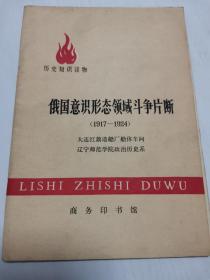 历史知识读物
俄国意识形态领域斗争片断
(1917—1924)
大连红旗造船厂船体车间
辽宁师范学院政治历史系
LISHI ZHISHI DUWU
商务印书馆